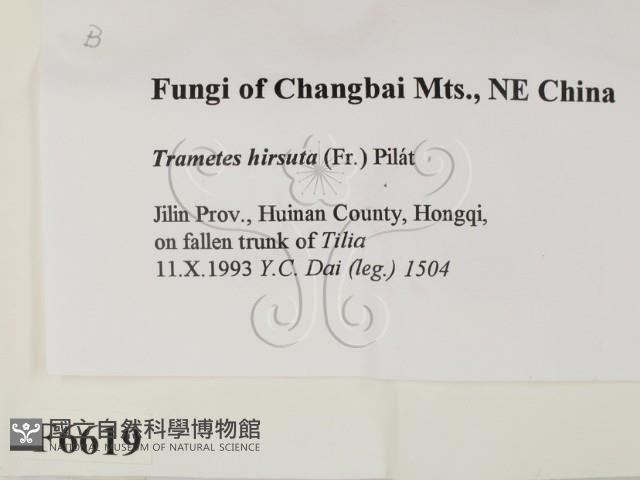 B
Fungi of Changbai Mts., NE China
Trametes hirsuta (Fr.) Pilát
Jilin Prov., Huinan County, Hongqi,
on fallen trunk of Tilia
11.X.1993 Y.C. Dai (leg.) 1504
國立自然科學博物館
NATIONAL MUSEUM OF NATURAL SCIENCE
F6619